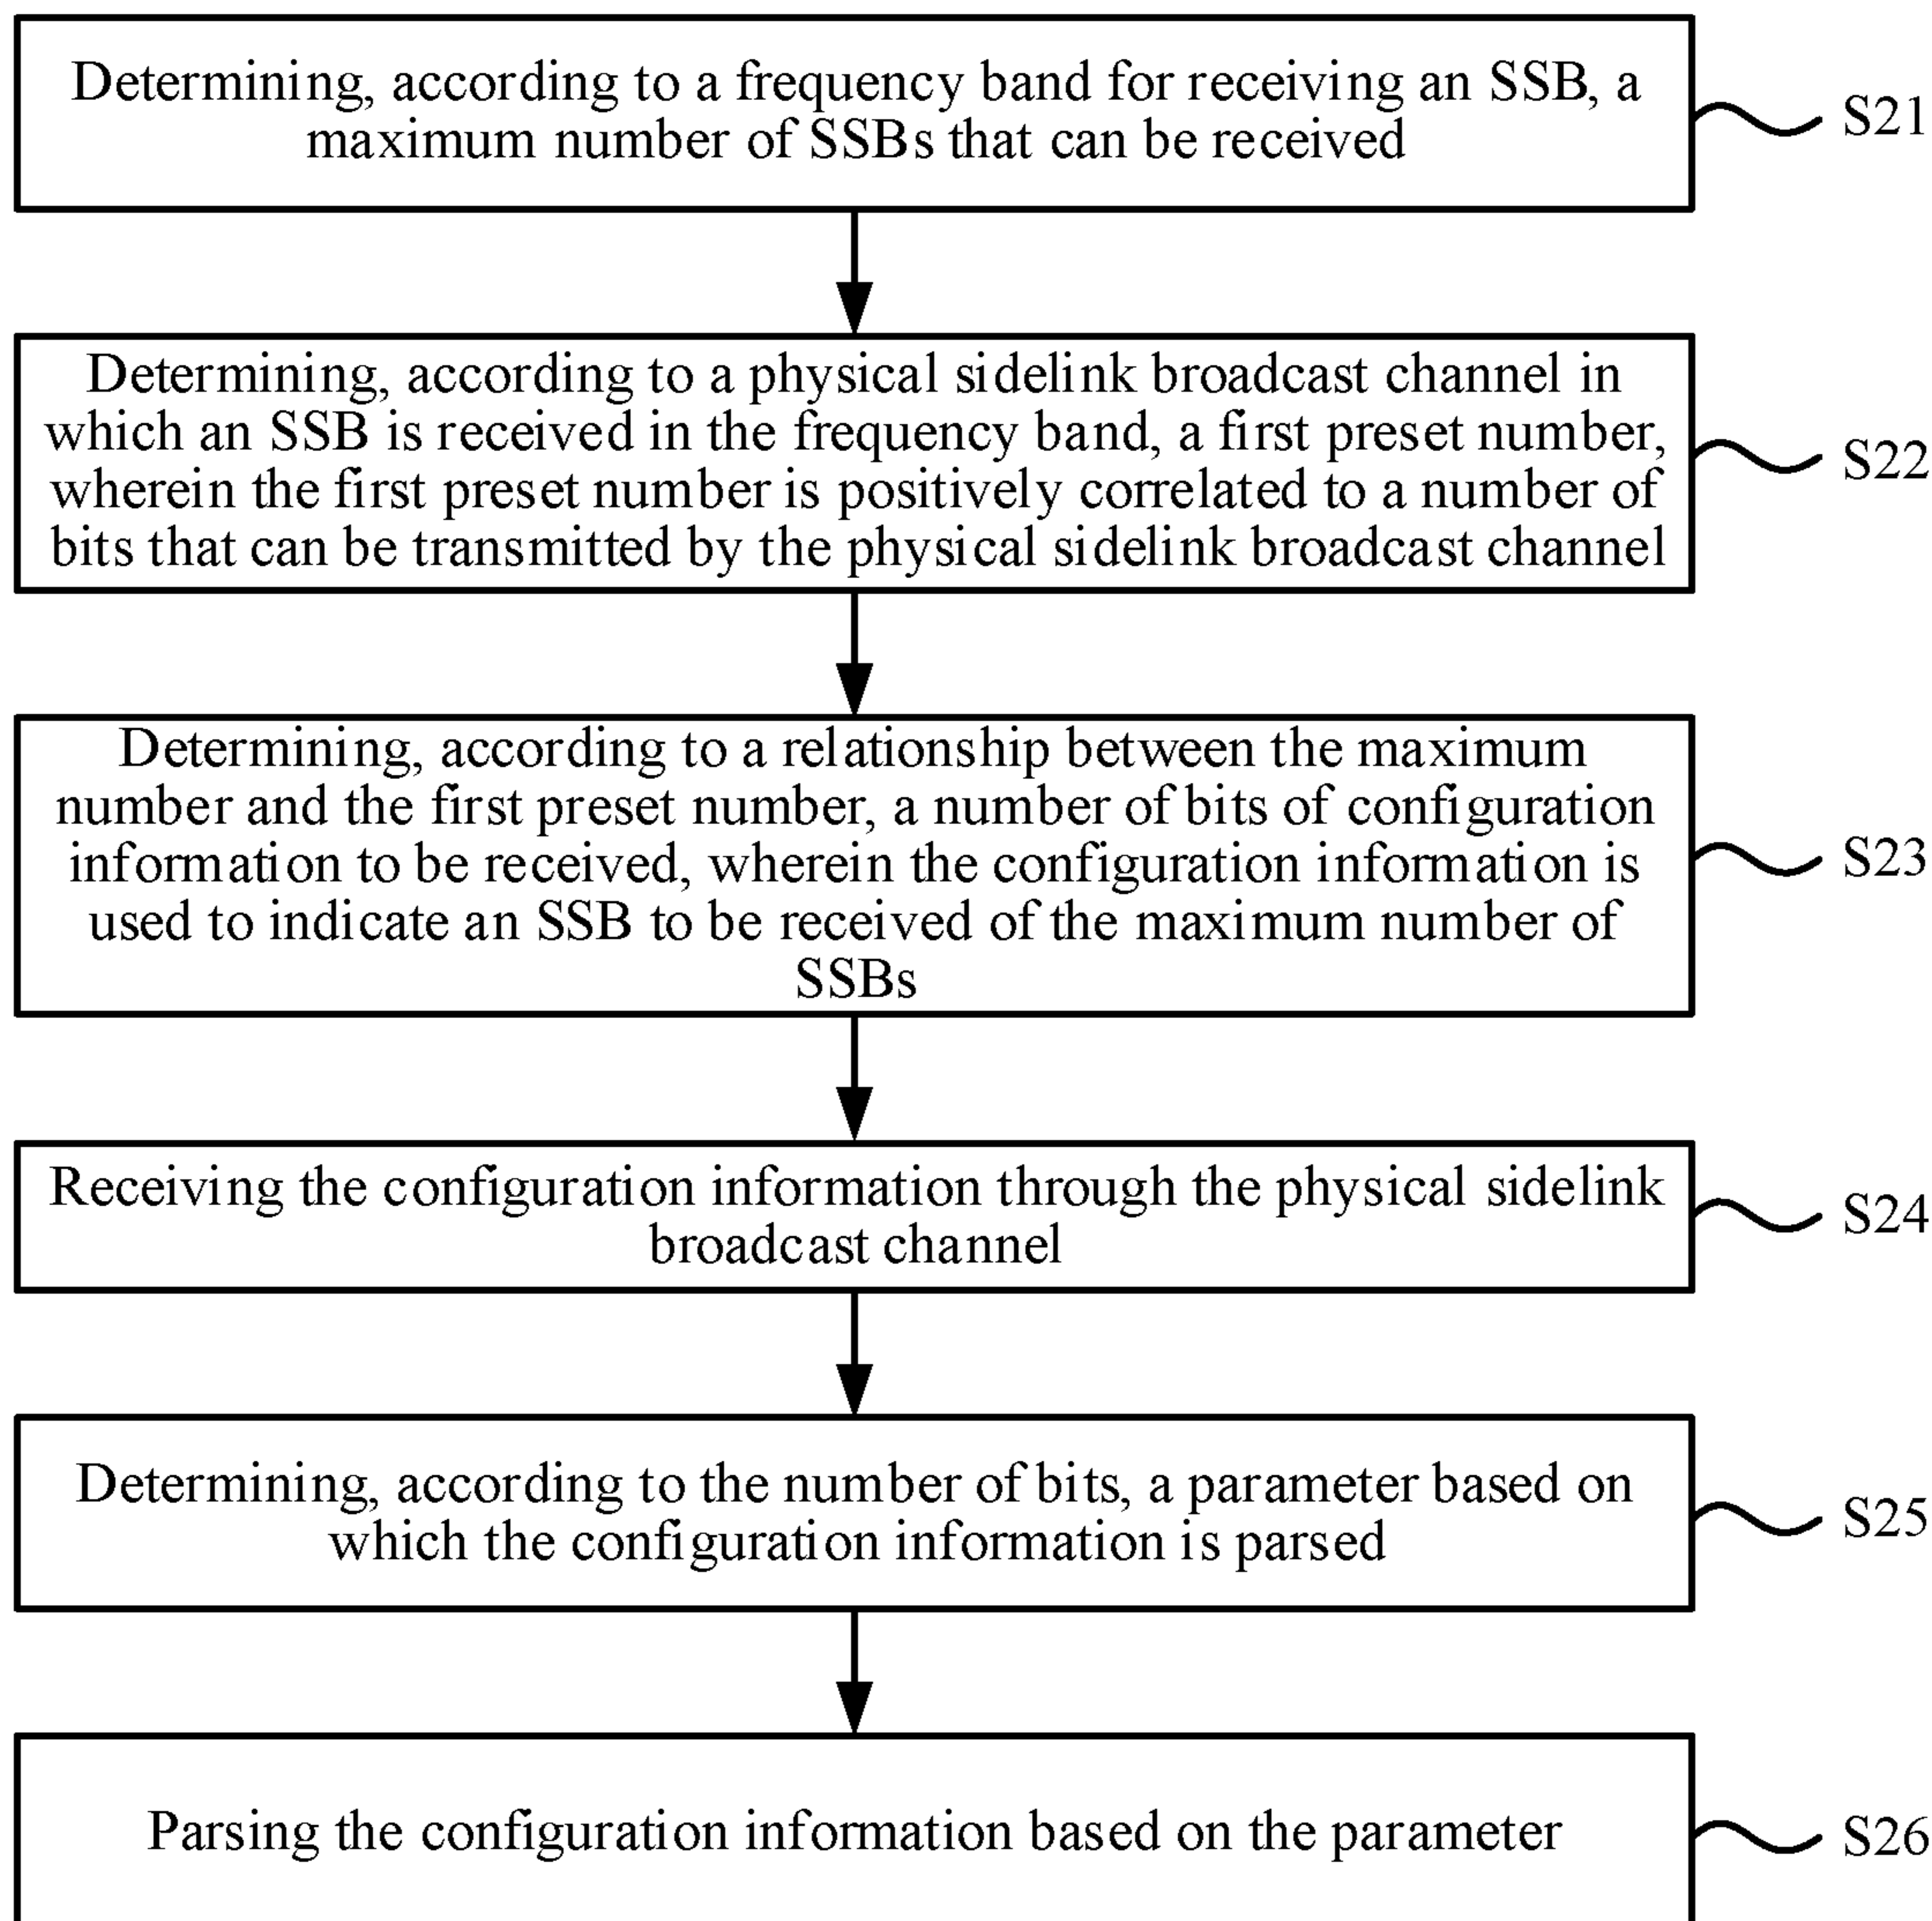 Determining, according to a frequency band for receiving an SSB, a
maximum number of SSBs that can be received
S21
Determining, according to a physical sidelink broadcast channel in
which an SSB is received in the frequency band, a first preset number,
wherein the first preset number is positively correlated to a number of
bits that can be transmitted by the physical sidelink broadcast channel
S22
Determining, according to a relationship between the maximum
number and the first preset number, a number of bits of configuration
information to be received, wherein the configuration information is
used to indicate an SSB to be received of the maximum number of
SSBs
S23
Receiving the configuration information through the physical sidelink
broadcast channel
S24
Determining, according to the number of bits, a parameter based on
which the configuration information is parsed
S25
Parsing the configuration information based on the parameter
S26